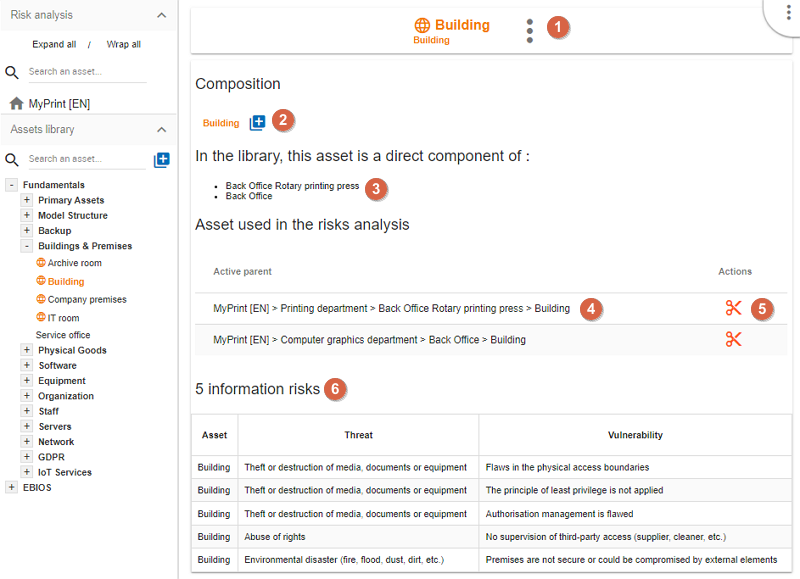 Risk analysis
Expand all / Wrap all
Search an asset...
MyPrint [EN]
Assets library
Search an asset...
- Fundamentals
+ Primary Assets
+ Model Structure
+ Backup
- Buildings & Premises
Archive room
Building
Company premises
IT room
Service office
+ Physical Goods
+ Software
+ Equipment
+ Organization
+ Staff
+ Servers
+ Network
+ GDPR
+ IoT Services
+ EBIOS
Building
Building
1
Composition
Building 2
In the library, this asset is a direct component of :
• Back Office Rotary printing press
• Back Office
3
Asset used in the risks analysis
Active parent Actions
MyPrint [EN] > Printing department > Back Office Rotary printing press > Building 4 5
MyPrint [EN] > Computer graphics department > Back Office > Building
5 information risks 6
Asset Threat Vulnerability
Building Theft or destruction of media, documents or equipment Flaws in the physical access boundaries
Building Theft or destruction of media, documents or equipment The principle of least privilege is not applied
Building Theft or destruction of media, documents or equipment Authorisation management is flawed
Building Abuse of rights No supervision of third-party access (supplier, cleaner, etc.)
Building Environmental disaster (fire, flood, dust, dirt, etc.) Premises are not secure or could be compromised by external elements